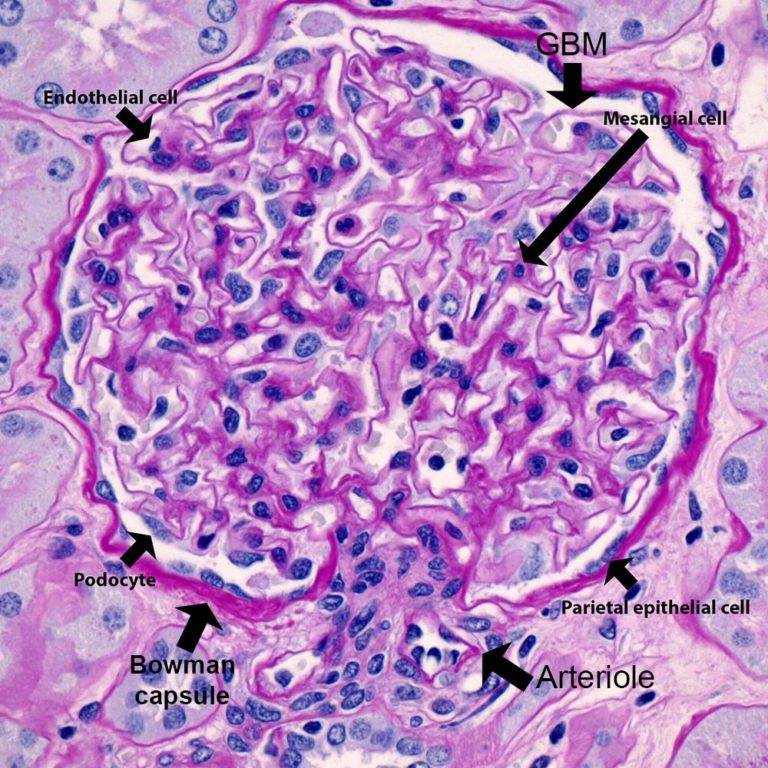 GBM
Endothelial cell
Mesangial cell
Podocyte
Parietal epithelial cell
Bowman
capsule
Arteriole